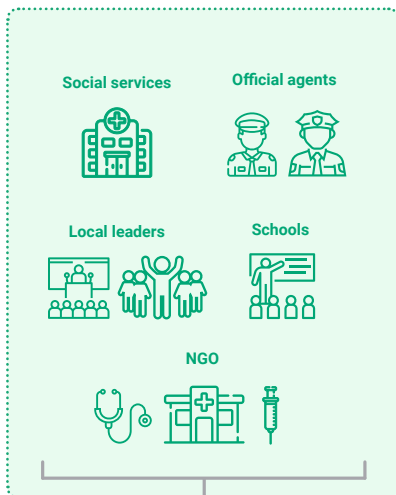 Social services
Official agents
Local leaders
Schools
NGO